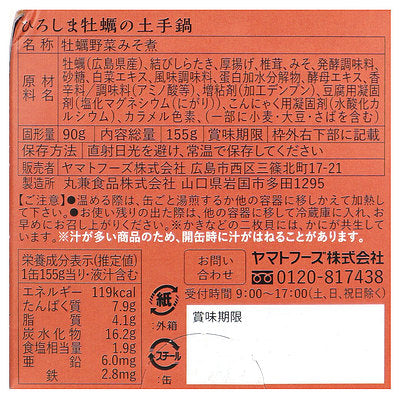 ひろしま牡蠣の土手鍋
名称 牡蠣野菜みそ煮
原材料名 牡蠣(広島県産)、結びしらたき、厚揚げ、椎茸、みそ、発酵調味料、
砂糖、白菜エキス、風味調味料、蛋白加水分解物、酵母エキス、香
辛料/調味料(アミノ酸等)、増粘剤(加工デンプン)、豆腐用凝固
剤(塩化マグネシウム(にがり))、こんにゃく用凝固剤(水酸化カ
ルシウム)、カラメル色素、(一部に小麦・大豆・さばを含む)
固形量 90g 内容総量 155g 賞味期限 枠外右下部に記載
保存方法 直射日光を避け、常温で保存してください。
販売者 ヤマトフーズ株式会社 広島市西区三篠北町17-21
製造所 丸兼食品株式会社 山口県岩国市多田1295
【ご注意】●温める際は、缶ごと湯煎するか他の容器に移しかえて加熱し
て下さい。●お使い残りの出た際は、他の容器に移して冷蔵庫に入れ、お
早めにお召し上がりください。※かきなどの二枚貝には、かにが共生して
います。※汁が多い商品のため、開缶時に汁がはねることがあります。
栄養成分表示(推定値)
1缶155g当り・液汁含む
エネルギー 119kcal
たんぱく質 7.9g
脂質 4.1g
炭水化物 16.2g
食塩相当量 1.9g
亜鉛 6.0mg
鉄 2.8mg
お問い
合わせ
ヤマトフーズ株式会社
0120-817438
受付時間 9:00~17:00(土、日、祝日除く)
紙
:外箱
スチール
:缶
賞味期限